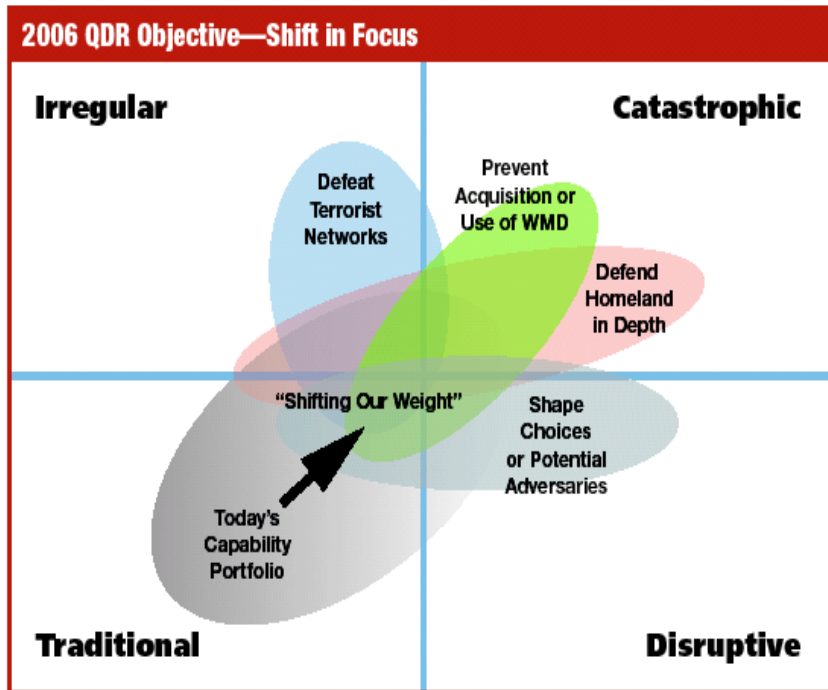 2006 QDR Objective—Shift in Focus
Irregular
Catastrophic
Defeat
Terrorist
Networks
Prevent
Acquisition or
Use of WMD
Defend
Homeland
in Depth
“Shifting Our Weight”
Shape
Choices
or Potential
Adversaries
Today's
Capability
Portfolio
Traditional
Disruptive